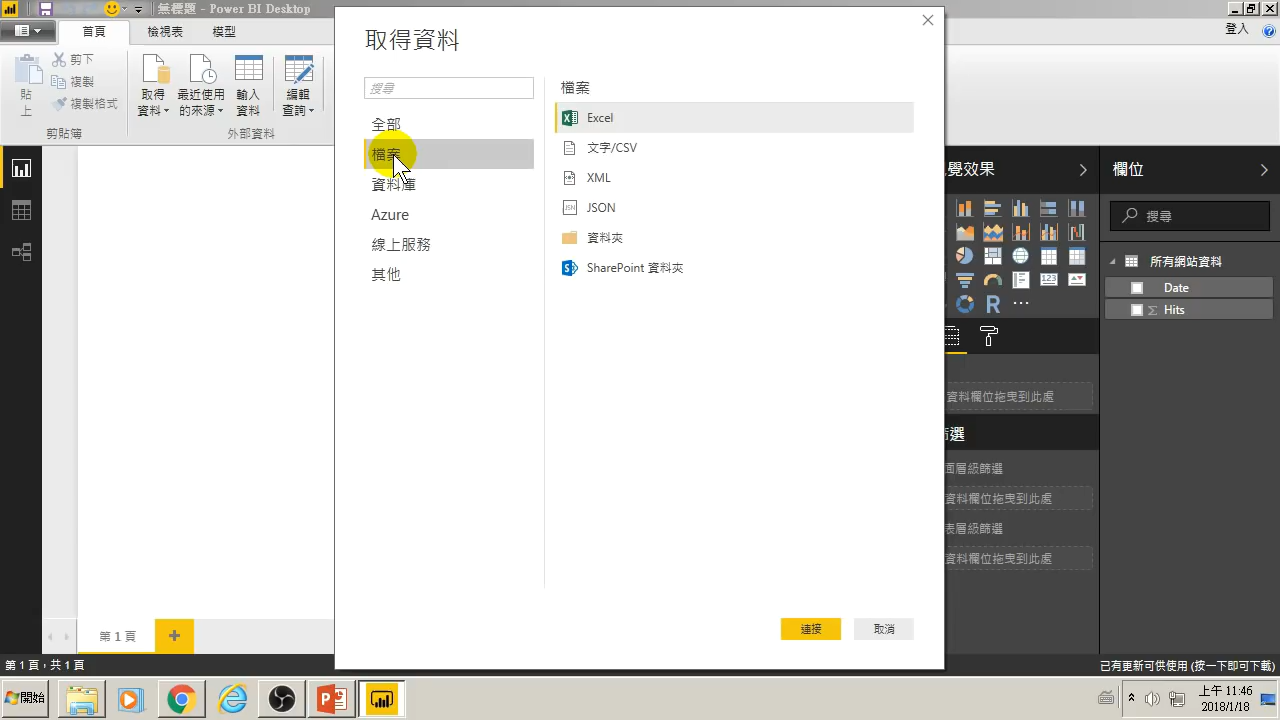 無標題 - Power BI Desktop
首頁
檢視表
模型
登入
剪下
複製
複製格式
貼上
剪貼簿
取得資料
最近使用的來源
輸入資料
編輯查詢
外部資料
取得資料
搜尋
全部
檔案
資料庫
Azure
線上服務
其他
檔案
Excel
文字/CSV
XML
JSON
資料夾
SharePoint 資料夾
連接
取消
覺效果
資料欄位拖曳到此處
篩選
面層級篩選
資料欄位拖曳到此處
表層級篩選
資料欄位拖曳到此處
欄位
搜尋
所有網站資料
Date
Σ Hits
第 1 頁
第 1 頁，共 1 頁
已有更新可供使用 (按一下即可下載)
開始
上午 11:46
2018/1/18